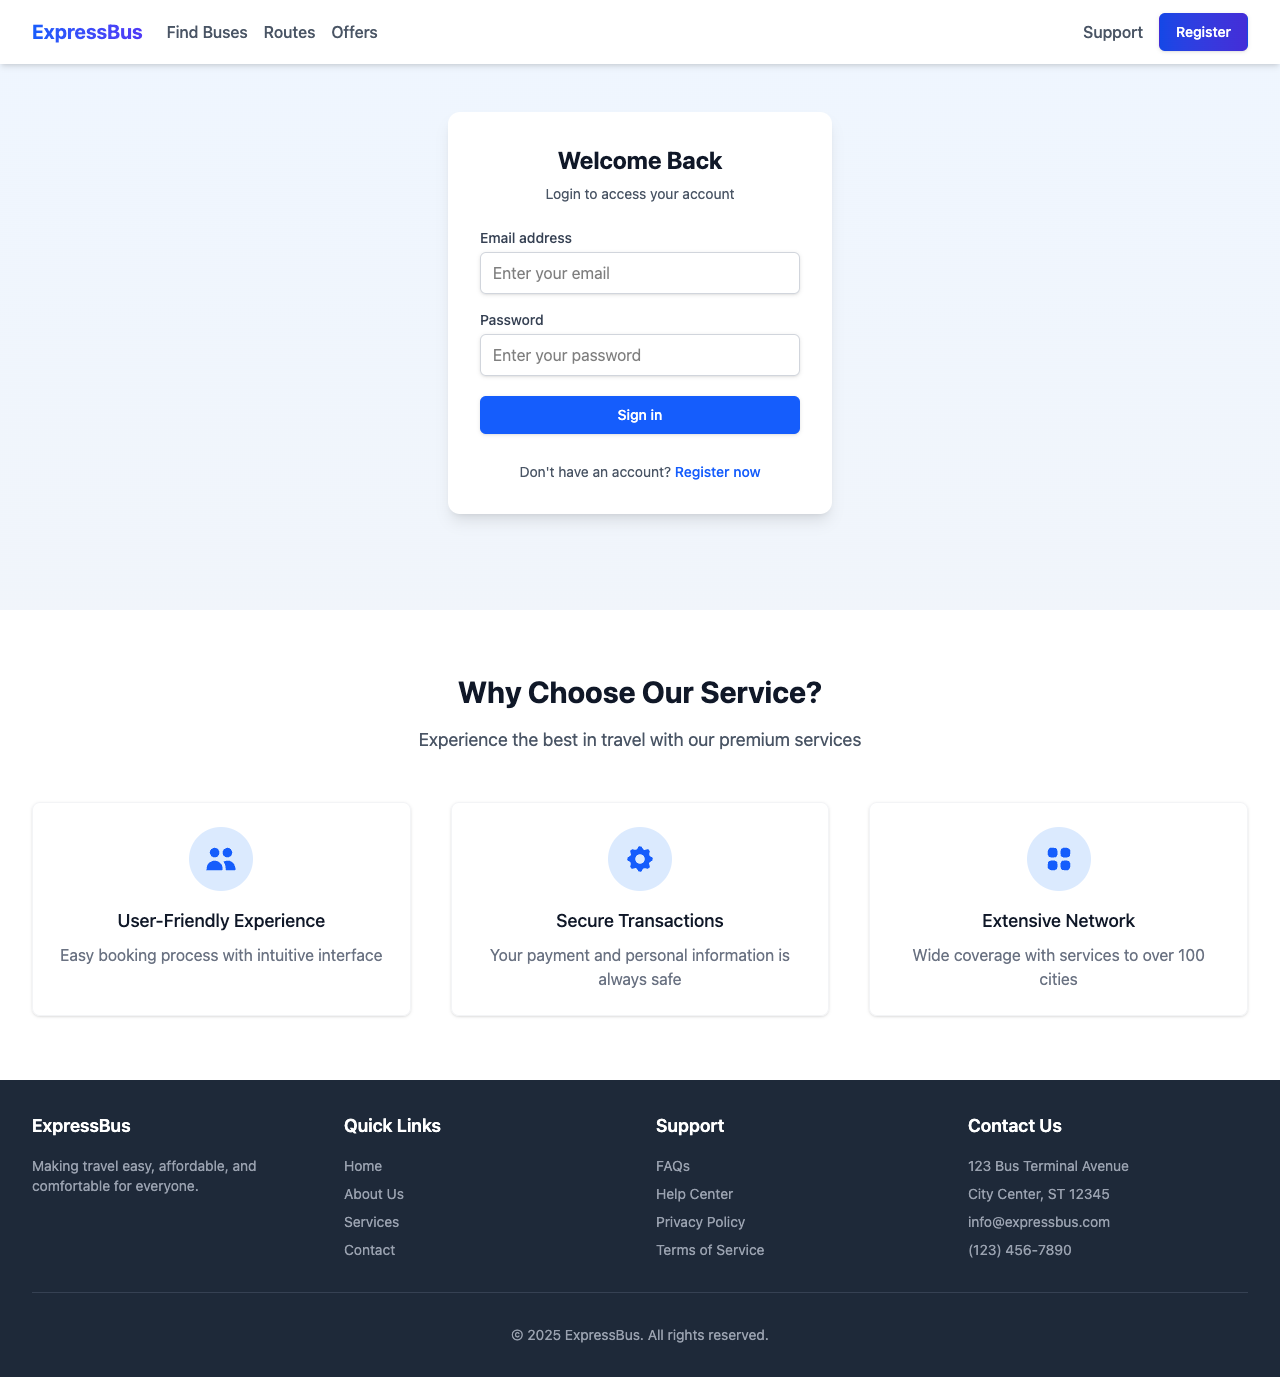 ExpressBus
Find Buses
Routes
Offers
Support
Register
Welcome Back
Login to access your account
Email address
Enter your email
Password
Enter your password
Sign in
Don't have an account? Register now
Why Choose Our Service?
Experience the best in travel with our premium services
User-Friendly Experience
Easy booking process with intuitive interface
Secure Transactions
Your payment and personal information is
always safe
Extensive Network
Wide coverage with services to over 100
cities
ExpressBus
Making travel easy, affordable, and
comfortable for everyone.
Quick Links
Home
About Us
Services
Contact
Support
FAQs
Help Center
Privacy Policy
Terms of Service
Contact Us
123 Bus Terminal Avenue
City Center, ST 12345
info@expressbus.com
(123) 456-7890
© 2025 ExpressBus. All rights reserved.